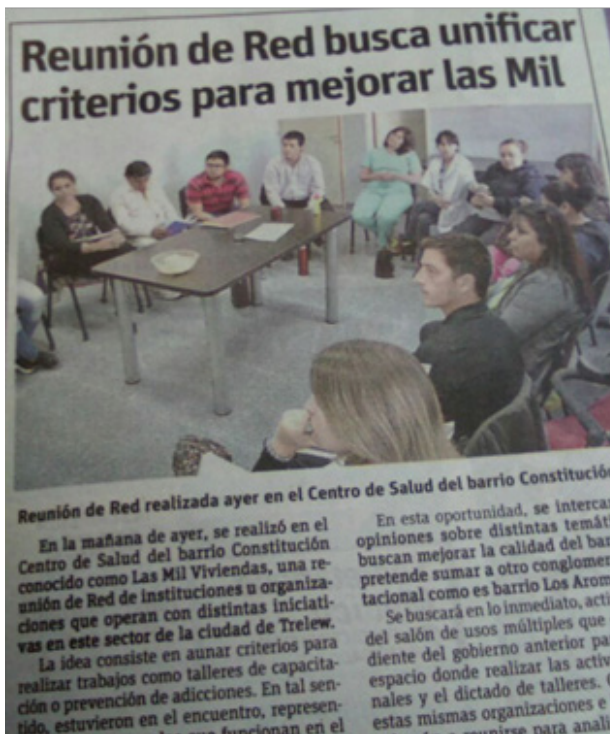 Reunión de Red busca unificar
criterios para mejorar las Mil
Reunión de Red realizada ayer en el Centro de Salud del barrio Constitución
En la mañana de ayer, se realizó en el
Centro de Salud del barrio Constitución
conocido como Las Mil Viviendas, una re-
unión de Red de instituciones u organiza-
ciones que operan con distintas iniciati-
vas en este sector de la ciudad de Trelew.
La idea consiste en aunar criterios para
realizar trabajos como talleres de capacita-
ción o prevención de adicciones. En tal sen-
tido, estuvieron en el encuentro, represen-
funcionan en el
En esta oportunidad, se interca
opiniones sobre distintas temáti
buscan mejorar la calidad del bar
pretende sumar a otro conglomer
tacional como es barrio Los Arom
Se buscará en lo inmediato, acti
del salón de usos múltiples que
diente del gobierno anterior pa
espacio donde realizar las activ
nales y el dictado de talleres.
estas mismas organizaciones e
reunirse para anali